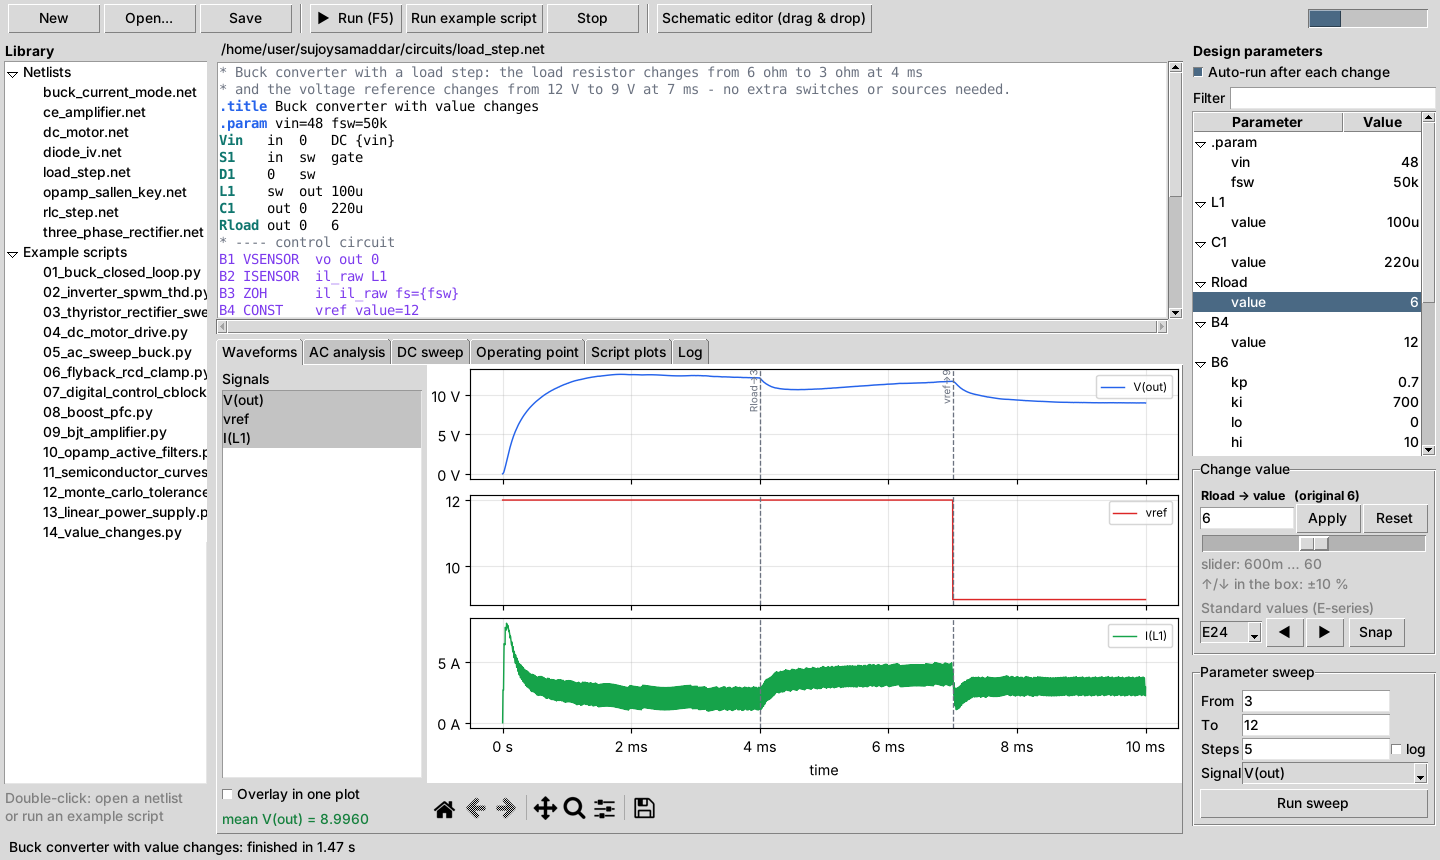 New Open... Save ▶ Run (F5) Run example script Stop Schematic editor (drag & drop)
Library
Netlists
buck_current_mode.net
ce_amplifier.net
dc_motor.net
diode_iv.net
load_step.net
opamp_sallen_key.net
rlc_step.net
three_phase_rectifier.net
Example scripts
01_buck_closed_loop.py
02_inverter_spwm_thd.py
03_thyristor_rectifier_swe
04_dc_motor_drive.py
05_ac_sweep_buck.py
06_flyback_rcd_clamp.py
07_digital_control_cblock
08_boost_pfc.py
09_bjt_amplifier.py
10_opamp_active_filters.p
11_semiconductor_curves
12_monte_carlo_tolerance
13_linear_power_supply.p
14_value_changes.py
Double-click: open a netlist
or run an example script
/home/user/sujoysamaddar/circuits/load_step.net
* Buck converter with a load step: the load resistor changes from 6 ohm to 3 ohm at 4 ms
* and the voltage reference changes from 12 V to 9 V at 7 ms - no extra switches or sources needed.
.title Buck converter with value changes
.param vin=48 fsw=50k
Vin in 0 DC {vin}
S1 in sw gate
D1 0 sw
L1 sw out 100u
C1 out 0 220u
Rload out 0 6
* ---- control circuit
B1 VSENSOR vo out 0
B2 ISENSOR il_raw L1
B3 ZOH il il_raw fs={fsw}
B4 CONST vref value=12
Waveforms AC analysis DC sweep Operating point Script plots Log
Signals
V(out)
vref
I(L1)
10 V
5 V
0 V
V(out)
12
10
vref
5 A
0 A
I(L1)
0 s 2 ms 4 ms 6 ms 8 ms 10 ms
time
Overlay in one plot
mean V(out) = 8.9960
Design parameters
Auto-run after each change
Filter
Parameter Value
.param
vin 48
fsw 50k
L1
value 100u
C1
value 220u
Rload
value 6
B4
value 12
B6
kp 0.7
ki 700
lo 0
hi 10
Change value
Rload → value (original 6)
6 Apply Reset
slider: 600m ... 60
↑/↓ in the box: ±10 %
Standard values (E-series)
E24 ◀ ▶ Snap
Parameter sweep
From 3
To 12
Steps 5 log
Signal V(out)
Run sweep
Buck converter with value changes: finished in 1.47 s